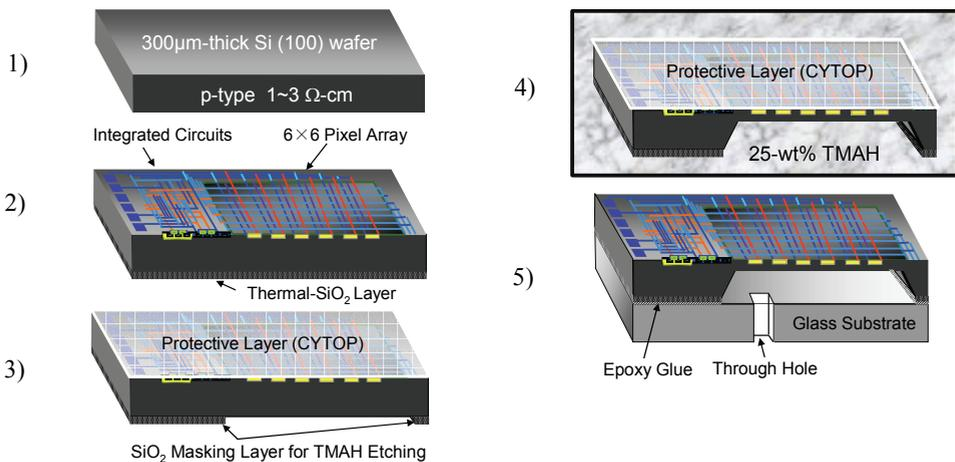 1)
300μm-thick Si (100) wafer
p-type 1~3 Ω-cm
2)
Integrated Circuits
6×6 Pixel Array
Thermal-SiO₂ Layer
3)
Protective Layer (CYTOP)
SiO₂ Masking Layer for TMAH Etching
4)
Protective Layer (CYTOP)
25-wt% TMAH
5)
Glass Substrate
Epoxy Glue
Through Hole